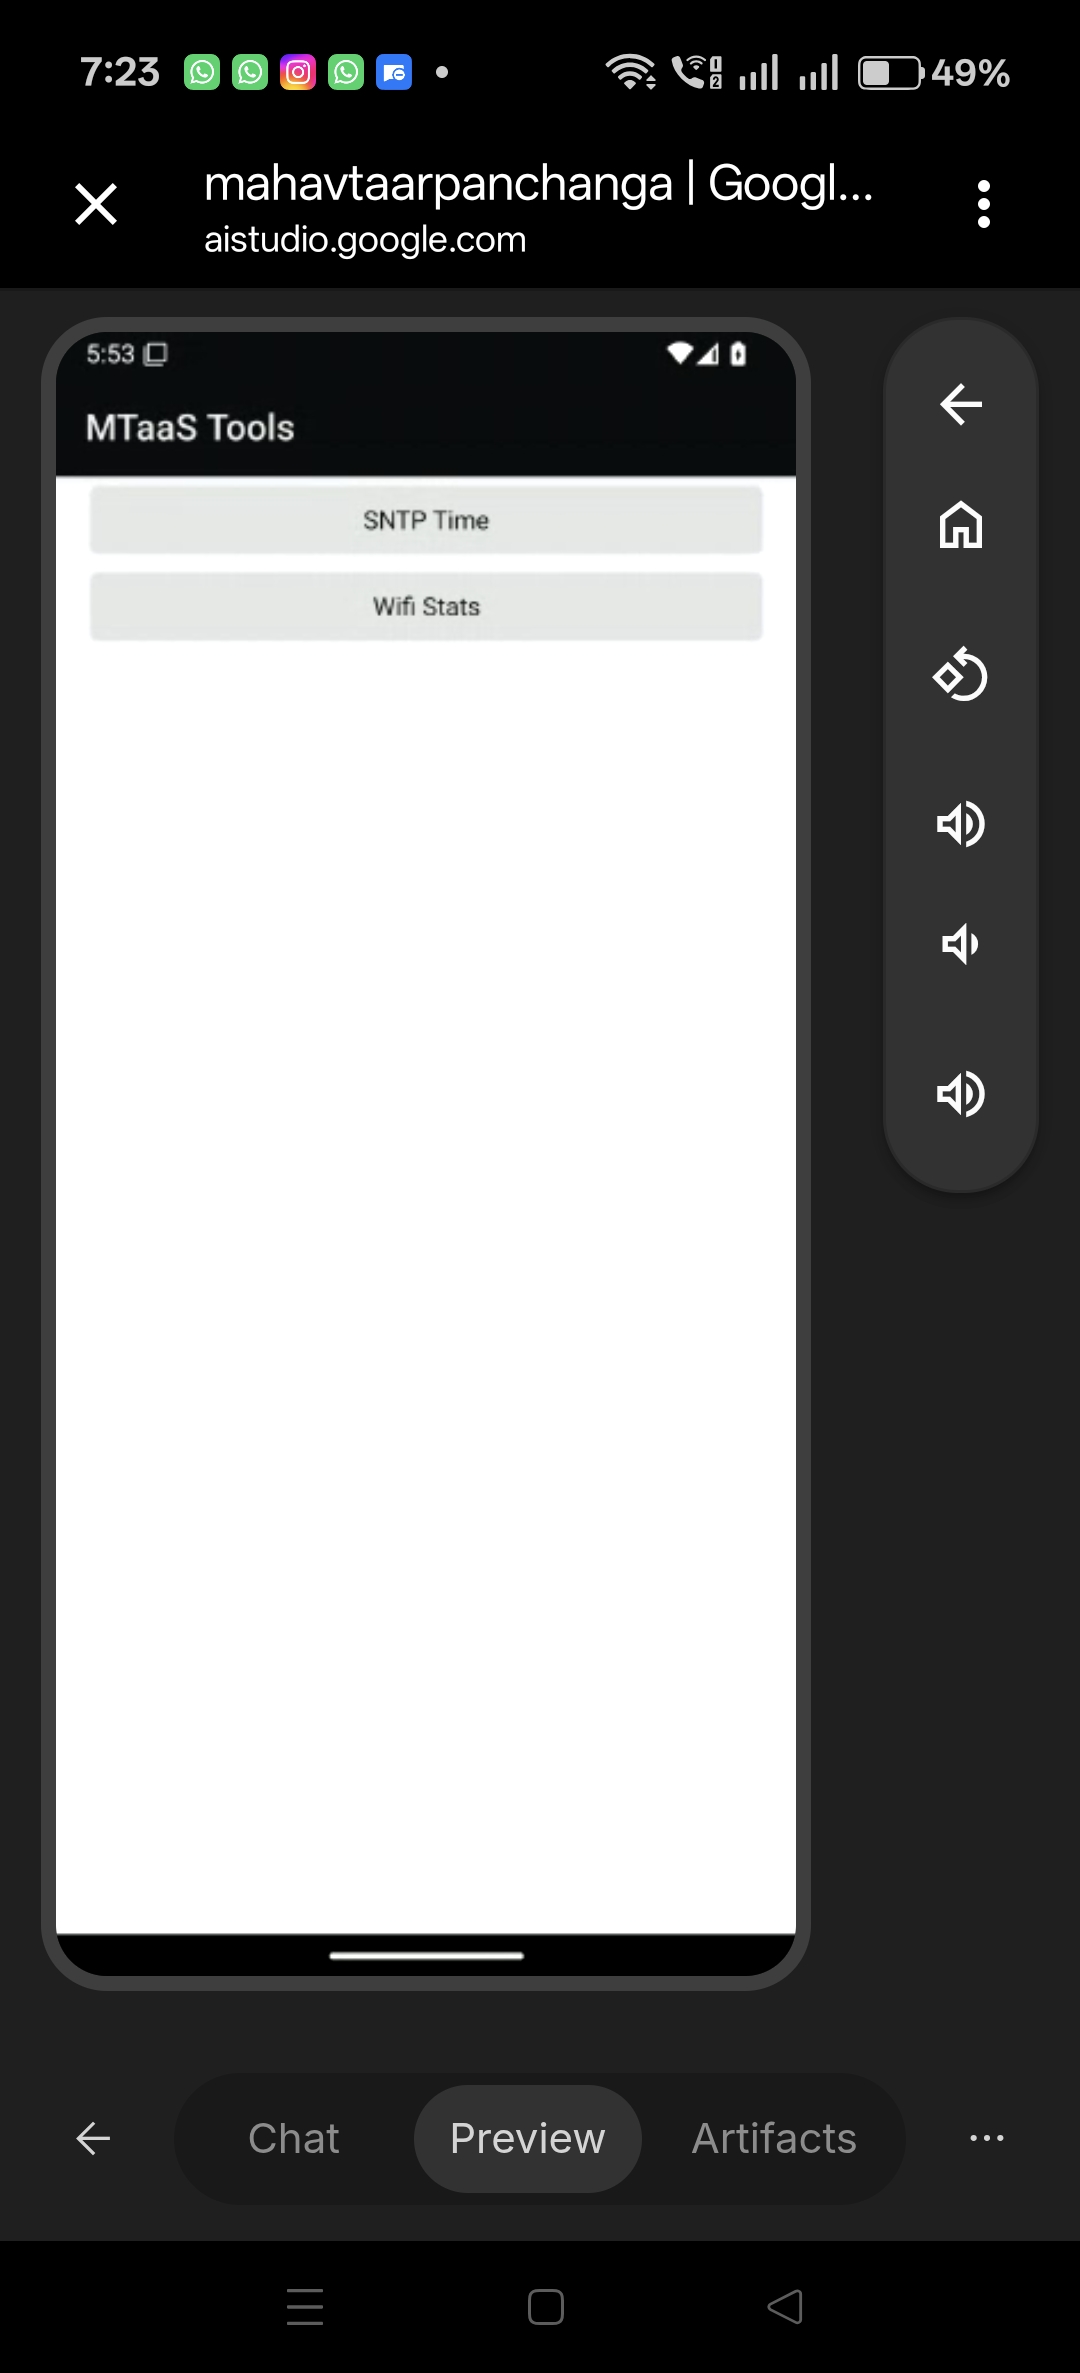 7:23
49%
mahavtaarpanchanga | Googl...
aistudio.google.com
5:53
MTaaS Tools
SNTP Time
Wifi Stats
Chat
Preview
Artifacts